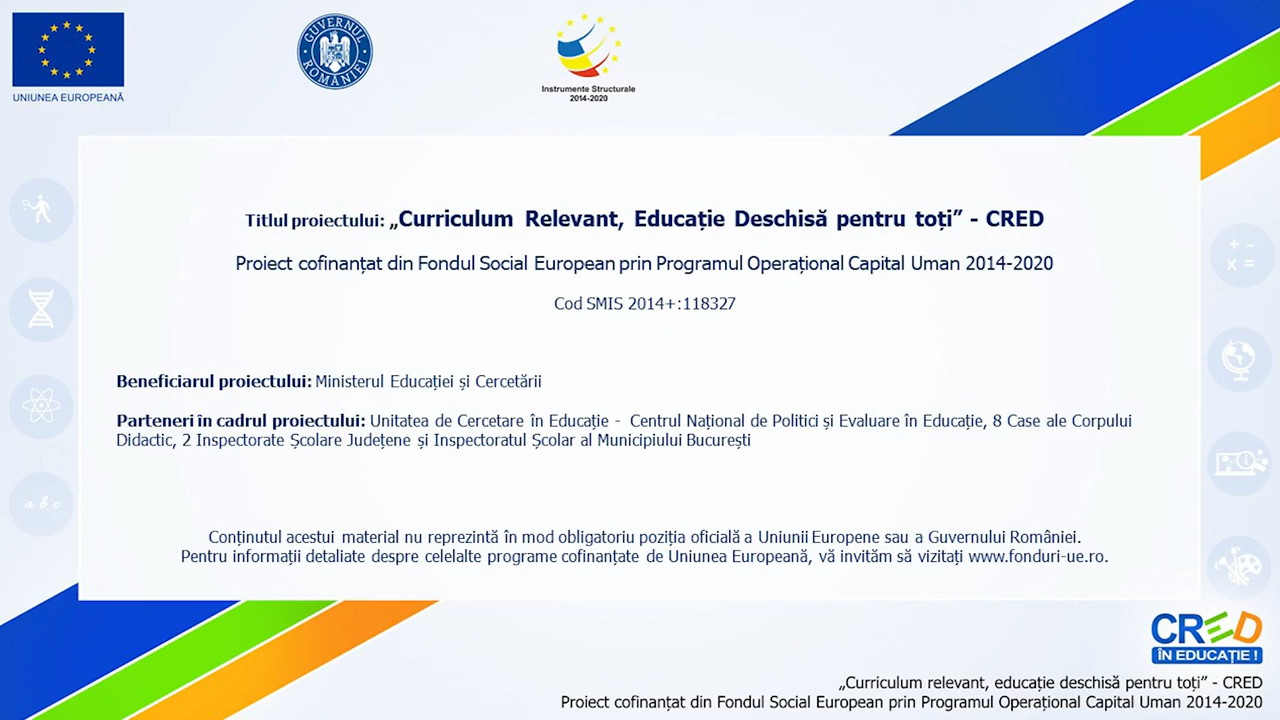 UNIUNEA EUROPEANĂ
GUVERNUL ROMÂNIEI
Instrumente Structurale
2014-2020
Titlul proiectului: „Curriculum Relevant, Educație Deschisă pentru toți” - CRED
Proiect cofinanțat din Fondul Social European prin Programul Operațional Capital Uman 2014-2020
Cod SMIS 2014+:118327
Beneficiarul proiectului: Ministerul Educației și Cercetării
Parteneri în cadrul proiectului: Unitatea de Cercetare în Educație - Centrul Național de Politici și Evaluare în Educație, 8 Case ale Corpului
Didactic, 2 Inspectorate Școlare Județene și Inspectoratul Școlar al Municipiului București
a b c
+ -
x =
Conținutul acestui material nu reprezintă în mod obligatoriu poziția oficială a Uniunii Europene sau a Guvernului României.
Pentru informații detaliate despre celelalte programe cofinanțate de Uniunea Europeană, vă invităm să vizitați www.fonduri-ue.ro.
CRED
ÎN EDUCAȚIE !
„Curriculum relevant, educație deschisă pentru toți” - CRED
Proiect cofinanțat din Fondul Social European prin Programul Operațional Capital Uman 2014-2020